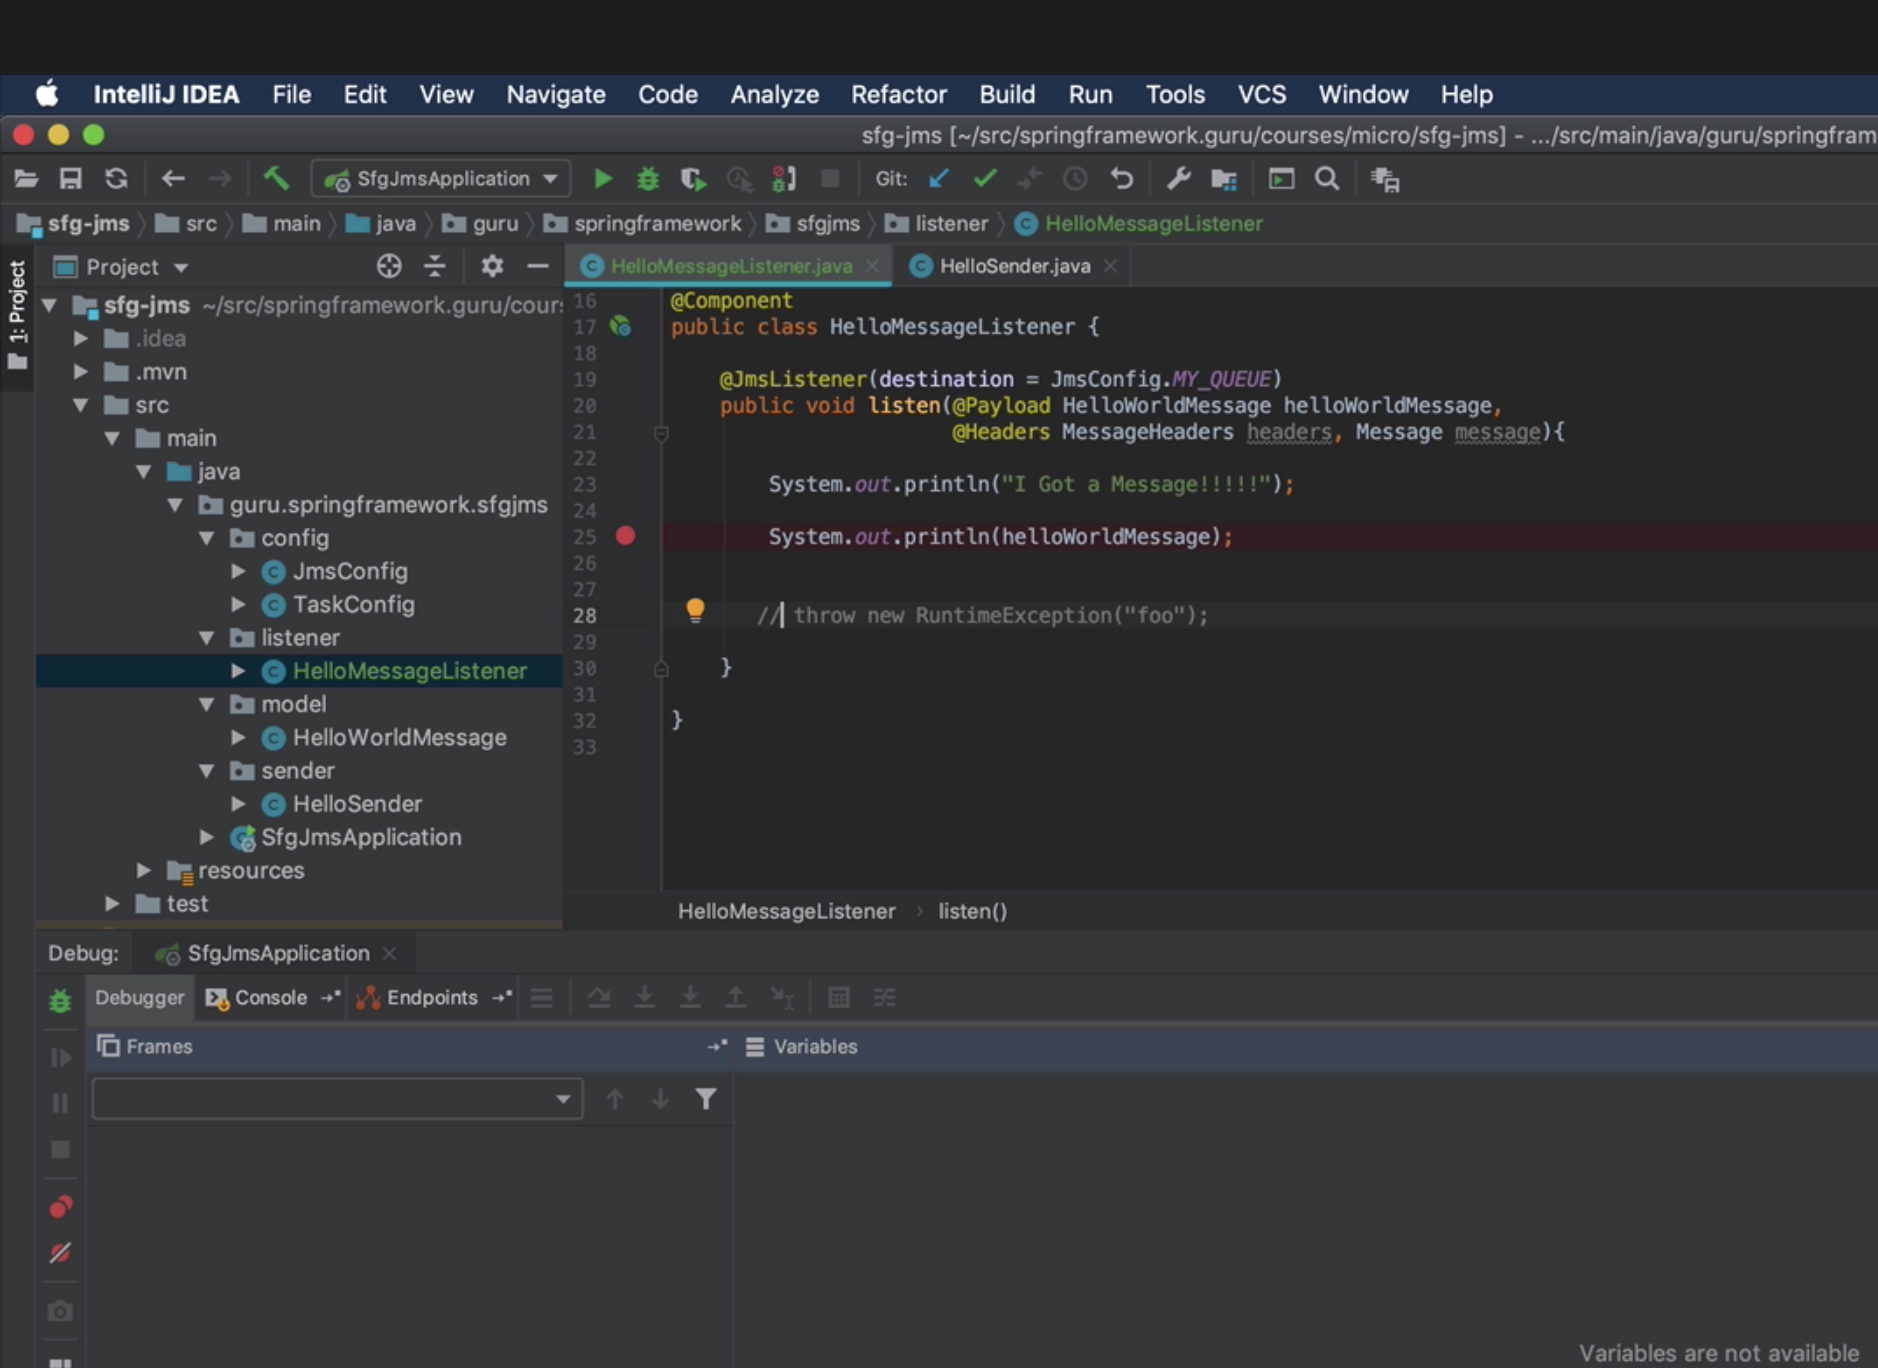 IntelliJ IDEA File Edit View Navigate Code Analyze Refactor Build Run Tools VCS Window Help
sfg-jms [~/src/springframework.guru/courses/micro/sfg-jms] - .../src/main/java/guru/springfram
SfgJmsApplication Git:
sfg-jms src main java guru springframework sfgjms listener HelloMessageListener
1: Project
Project
sfg-jms ~/src/springframework.guru/cour
.idea
.mvn
src
main
java
guru.springframework.sfgjms
config
JmsConfig
TaskConfig
listener
HelloMessageListener
model
HelloWorldMessage
sender
HelloSender
SfgJmsApplication
resources
test
HelloMessageListener.java HelloSender.java
16 @Component
17 public class HelloMessageListener {
18
19 @JmsListener(destination = JmsConfig.MY_QUEUE)
20 public void listen(@Payload HelloWorldMessage helloWorldMessage,
21 @Headers MessageHeaders headers, Message message){
22
23 System.out.println("I Got a Message!!!!!");
24
25 System.out.println(helloWorldMessage);
26
27
28 // throw new RuntimeException("foo");
29
30 }
31
32 }
33
HelloMessageListener › listen()
Debug: SfgJmsApplication
Debugger Console Endpoints
Frames Variables
Variables are not available